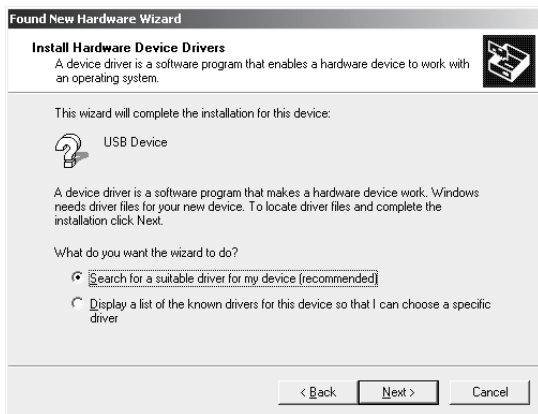 Found New Hardware Wizard
Install Hardware Device Drivers
A device driver is a software program that enables a hardware device to work with
an operating system.
This wizard will complete the installation for this device:
USB Device
A device driver is a software program that makes a hardware device work. Windows
needs driver files for your new device. To locate driver files and complete the
installation click Next.
What do you want the wizard to do?
Search for a suitable driver for my device (recommended)
Display a list of the known drivers for this device so that I can choose a specific
driver
< Back
Next >
Cancel